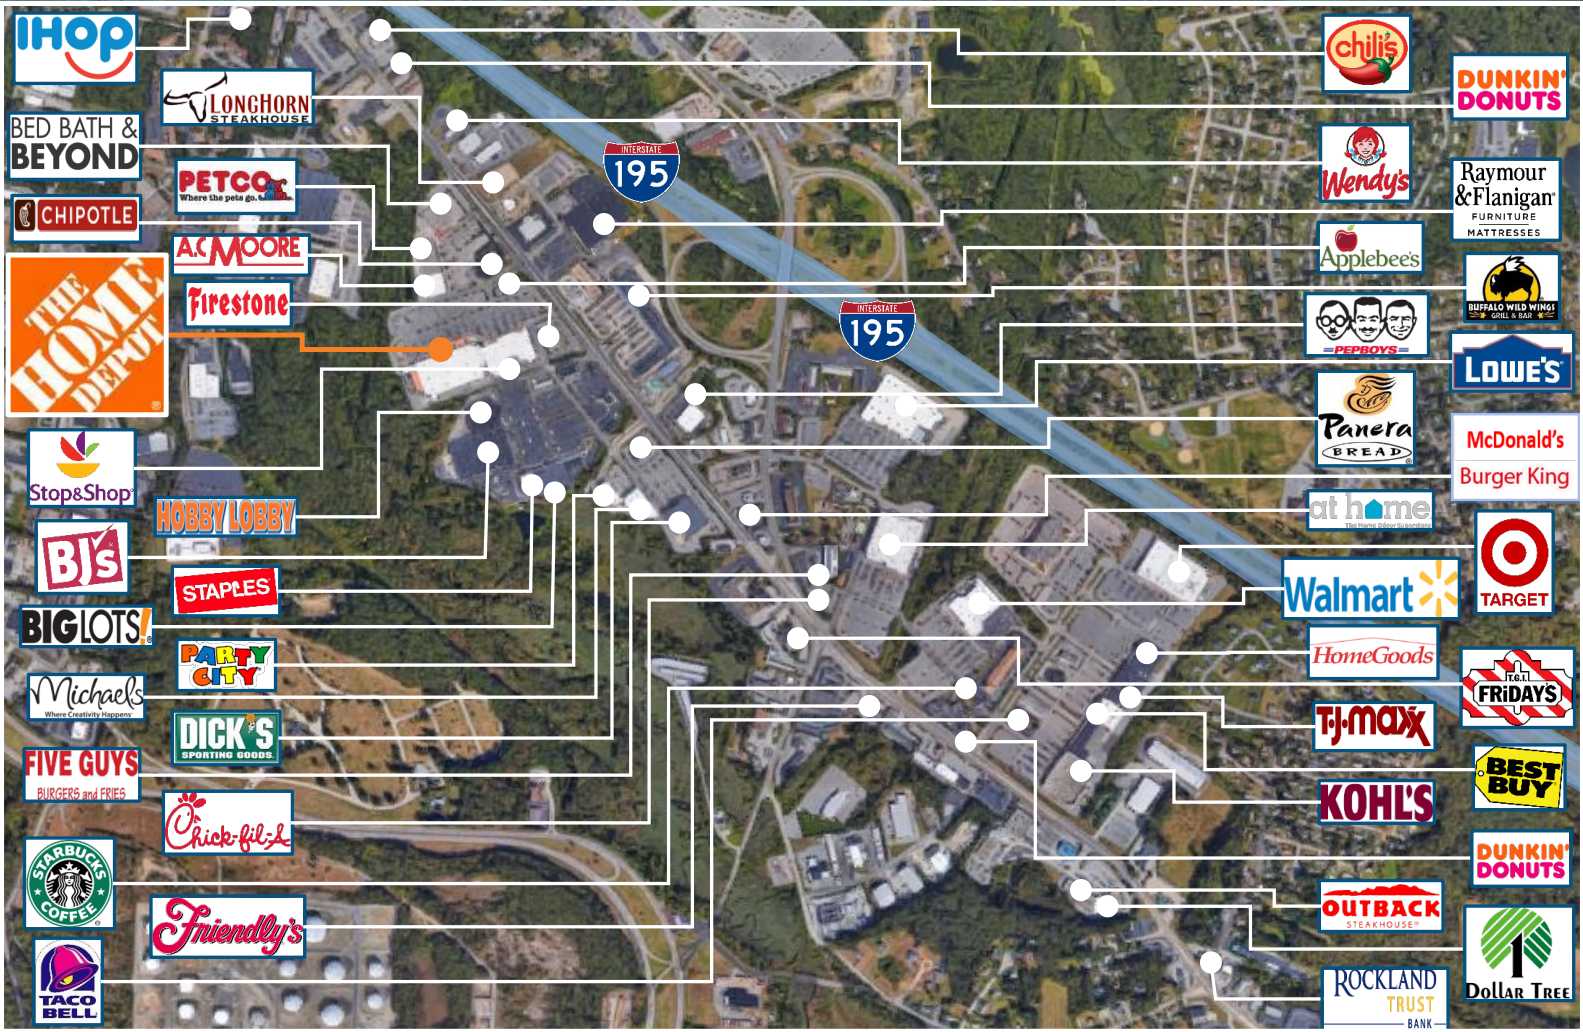 IHOP
LONGHORN
STEAKHOUSE
BED BATH &
BEYOND
PETCO
Where the pets go.
CHIPOTLE
A.C. MOORE
Firestone
THE
HOME
DEPOT
Stop&Shop
HOBBY LOBBY
BJ's
STAPLES
BIG LOTS!
PARTY
CITY
Michaels
Where Creativity Happens
DICK'S
SPORTING GOODS
FIVE GUYS
BURGERS and FRIES
Chick-fil-A
STARBUCKS
COFFEE
Friendly's
TACO
BELL
INTERSTATE
195
INTERSTATE
195
chili's
DUNKIN'
DONUTS
Wendy's
Raymour
&Flanigan
FURNITURE
MATTRESSES
Applebee's
BUFFALO WILD WINGS
GRILL & BAR
PEPBOYS
LOWE'S
Panera
BREAD
McDonald's
Burger King
at home
The Home Décor Superstore
TARGET
Walmart
HomeGoods
T.G.I.
FRIDAY'S
T.J.maxx
BEST
BUY
KOHL'S
DUNKIN'
DONUTS
OUTBACK
STEAKHOUSE
1
DOLLAR TREE
ROCKLAND
TRUST
BANK